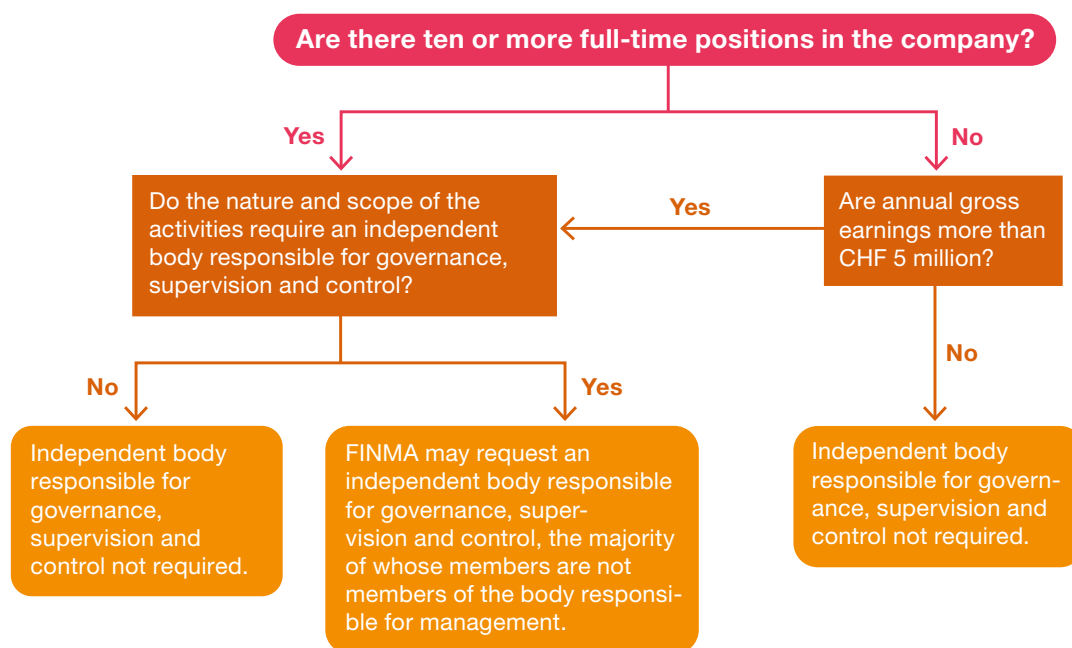 Are there ten or more full-time positions in the company?
Yes
No
Do the nature and scope of the
activities require an independent
body responsible for governance,
supervision and control?
Yes
Are annual gross
earnings more than
CHF 5 million?
No
Yes
No
Independent body
responsible for
governance,
supervision and
control not required.
FINMA may request an
independent body responsible
for governance, super-
vision and control, the majority
of whose members are not
members of the body responsi-
ble for management.
Independent body
responsible for govern-
ance, supervision and
control not required.